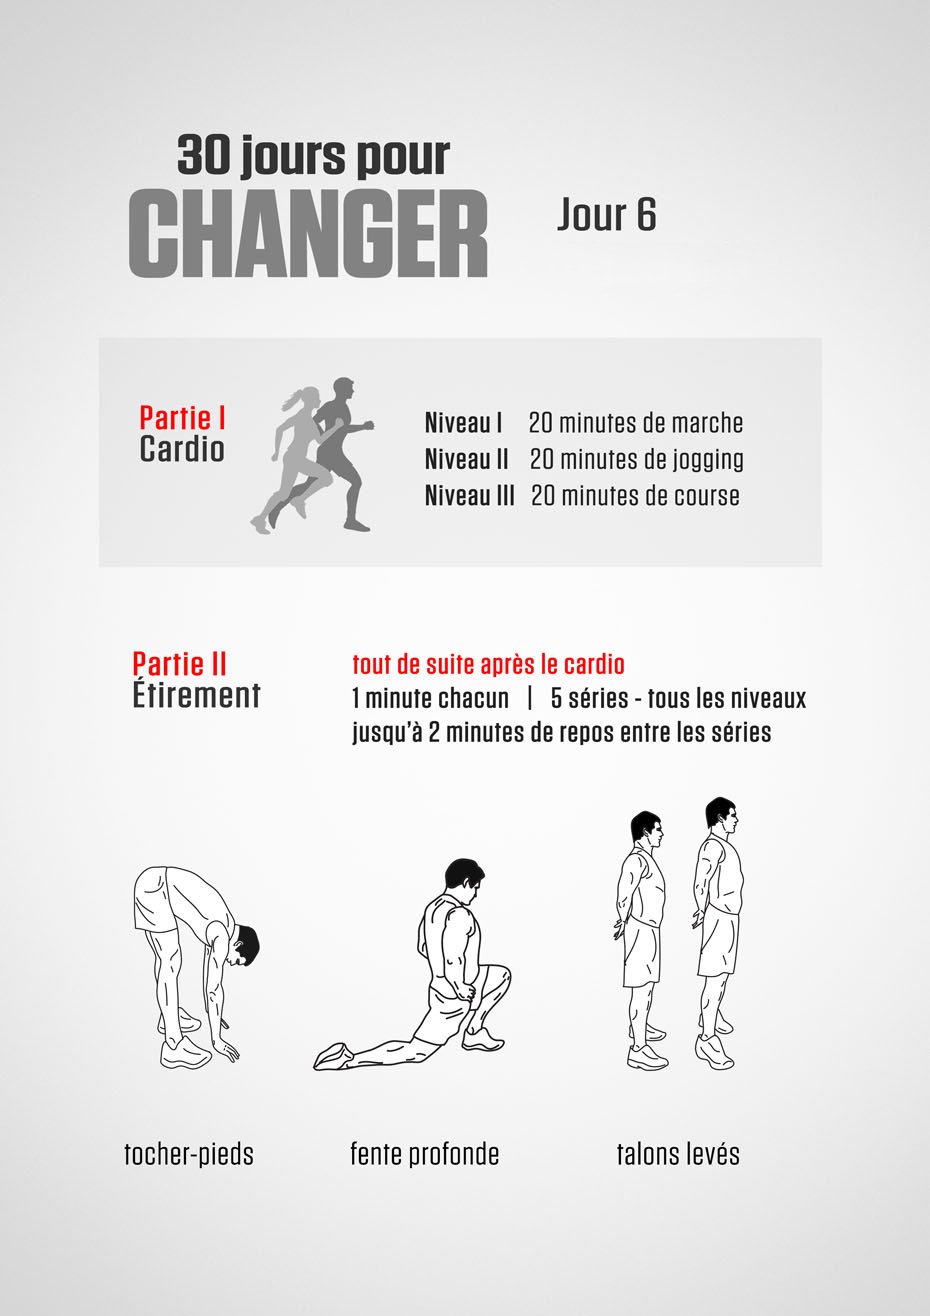 30 jours pour
CHANGER
Jour 6
Partie I
Cardio
Niveau I 20 minutes de marche
Niveau II 20 minutes de jogging
Niveau III 20 minutes de course
Partie II
Étirement
tout de suite après le cardio
1 minute chacun | 5 séries - tous les niveaux
jusqu'à 2 minutes de repos entre les séries
tocher-pieds
fente profonde
talons levés